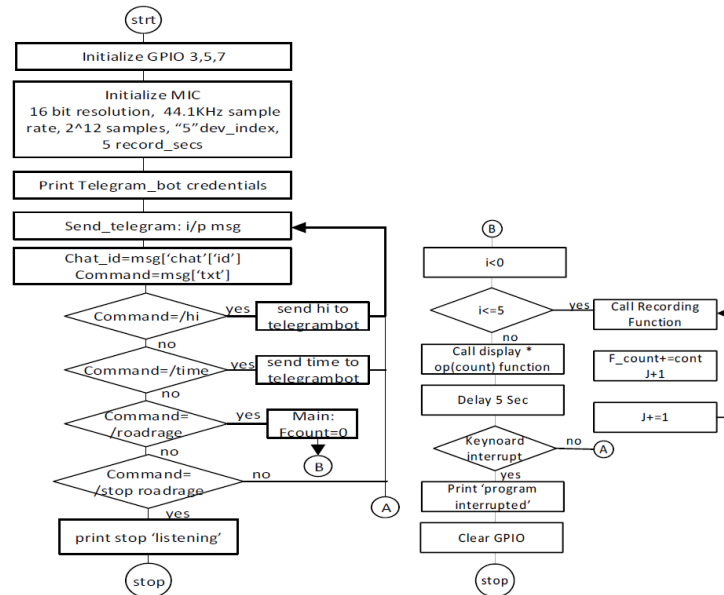 strt
Initialize GPIO 3,5,7
Initialize MIC
16 bit resolution, 44.1KHz sample
rate, 2^12 samples, “5”dev_index,
5 record_secs
Print Telegram_bot credentials
Send_telegram: i/p msg
Chat_id=msg[‘chat’[‘id’]
Command=msg[‘txt’]
Command=/hi
yes
send hi to
telegrambot
no
Command=/time
yes
send time to
telegrambot
no
Command=
/roadrage
yes
Main:
Fcount=0
B
no
Command=
/stop roadrage
no
A
yes
print stop ‘listening’
stop
B
i<0
i<=5
yes
Call Recording
Function
no
Call display *
op(count) function
F_count+=cont
J+1
Delay 5 Sec
J+=1
Keynoard
interrupt
no
A
yes
Print ‘program
interrupted’
Clear GPIO
stop